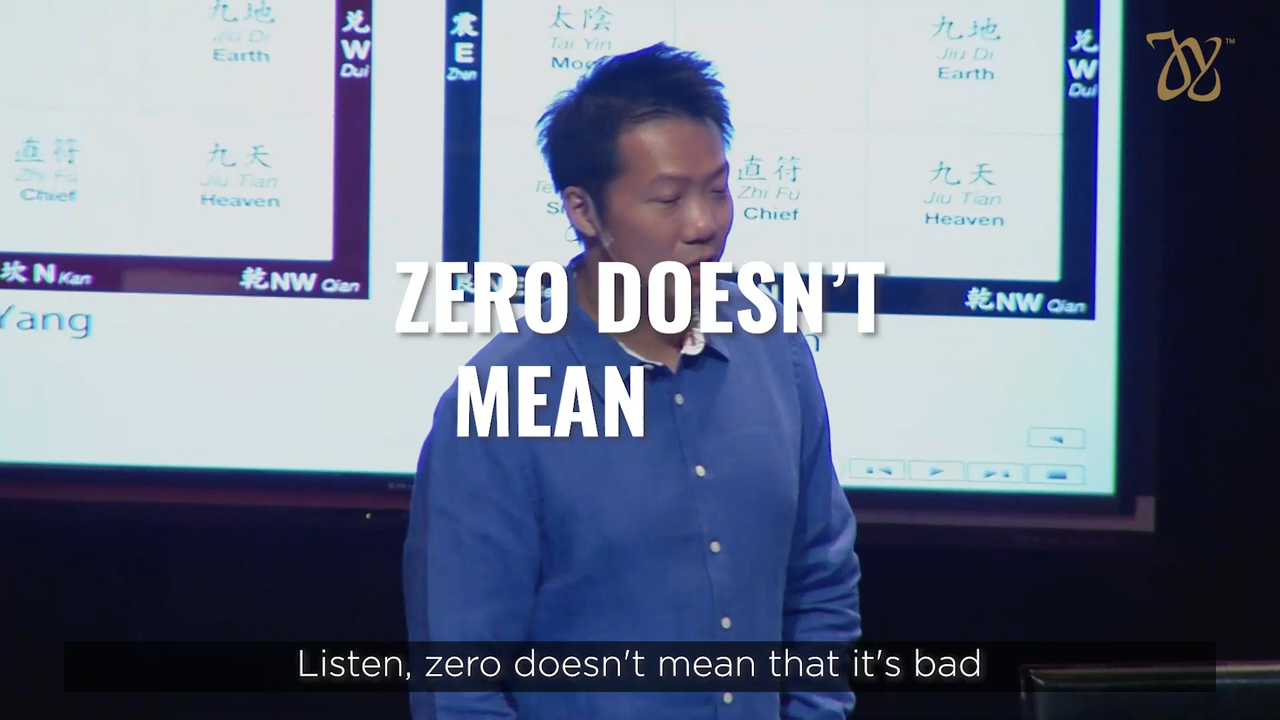 九地
Jiu Di
Earth
兑
W
Dui
直符
Zhi Fu
Chief
九天
Jiu Tian
Heaven
坎 N Kan
乾 NW Qian
Yang
震
E
Zhen
太陰
Tai Yin
九地
Jiu Di
Earth
兑
W
Dui
直符
Zhi Fu
Chief
九天
Jiu Tian
Heaven
乾 NW Qian
TM
ZERO DOESN’T
MEAN
Listen, zero doesn't mean that it's bad